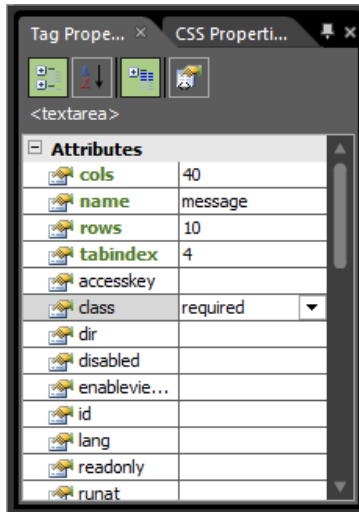 Tag Prope... × CSS Properti...
<textarea>
Attributes
cols 40
name message
rows 10
tabindex 4
accesskey
class required
dir
disabled
enablevie...
id
lang
readonly
runat